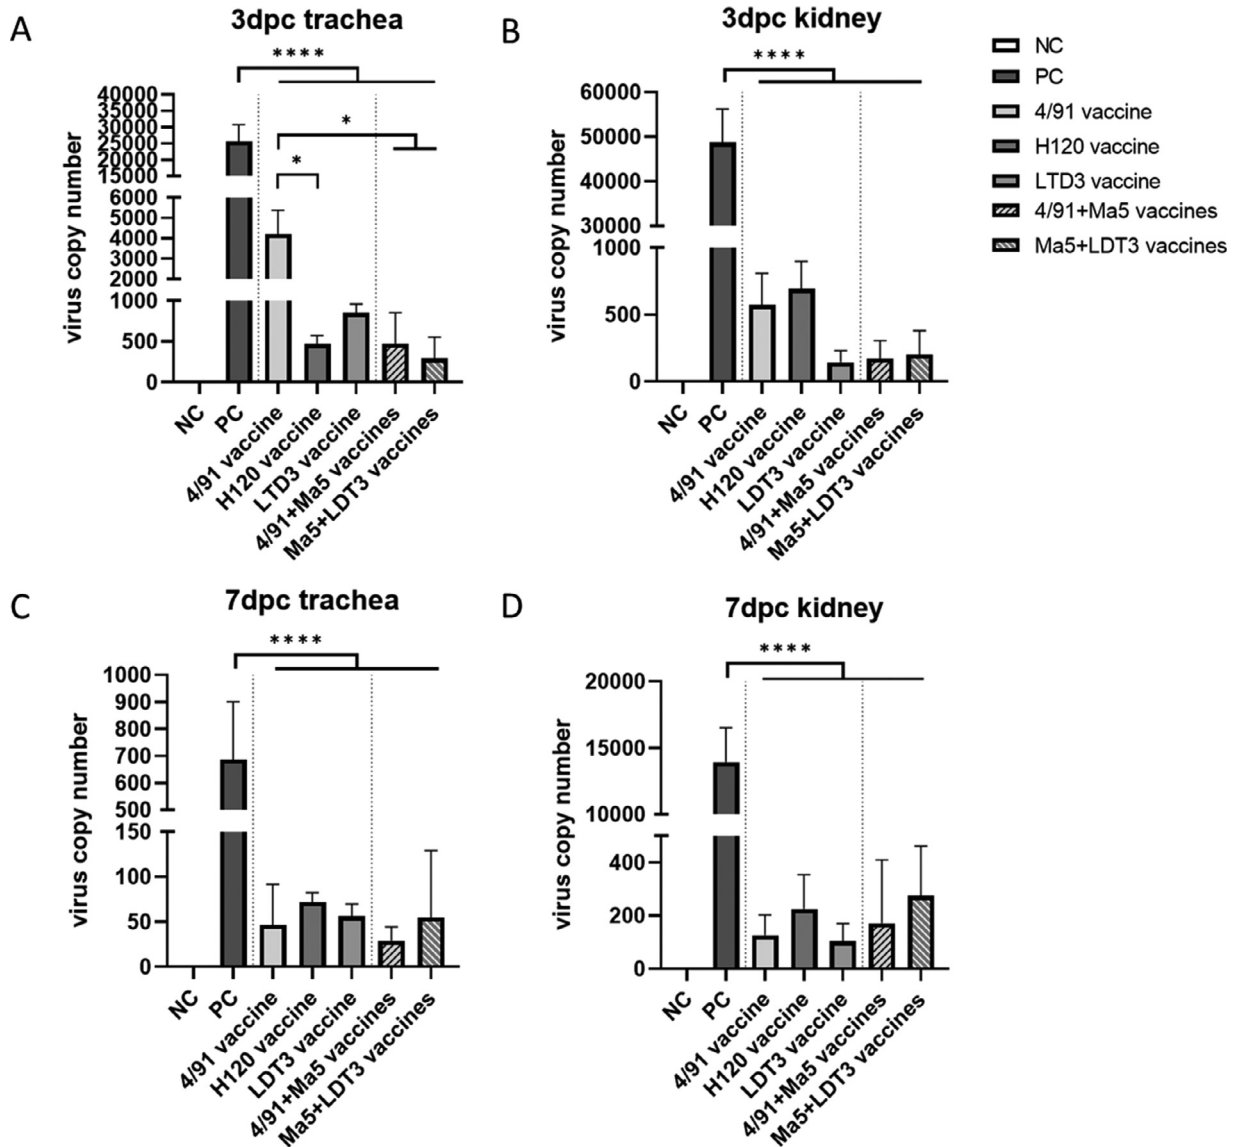 A
3dpc trachea
****
*
*
virus copy number
40000
35000
30000
25000
20000
15000
6000
5000
4000
3000
2000
1000
500
0
NC
PC
4/91 vaccine
H120 vaccine
LTD3 vaccine
4/91+Ma5 vaccines
Ma5+LDT3 vaccines
B
3dpc kidney
****
virus copy number
60000
50000
40000
30000
1000
500
0
NC
PC
4/91 vaccine
H120 vaccine
LDT3 vaccine
4/91+Ma5 vaccines
Ma5+LDT3 vaccines
NC
PC
4/91 vaccine
H120 vaccine
LTD3 vaccine
4/91+Ma5 vaccines
Ma5+LDT3 vaccines
C
7dpc trachea
****
virus copy number
1000
900
800
700
600
500
150
100
50
0
NC
PC
4/91 vaccine
H120 vaccine
LDT3 vaccine
4/91+Ma5 vaccines
Ma5+LDT3 vaccines
D
7dpc kidney
****
virus copy number
20000
15000
10000
400
200
0
NC
PC
4/91 vaccine
H120 vaccine
LDT3 vaccine
4/91+Ma5 vaccines
Ma5+LDT3 vaccines